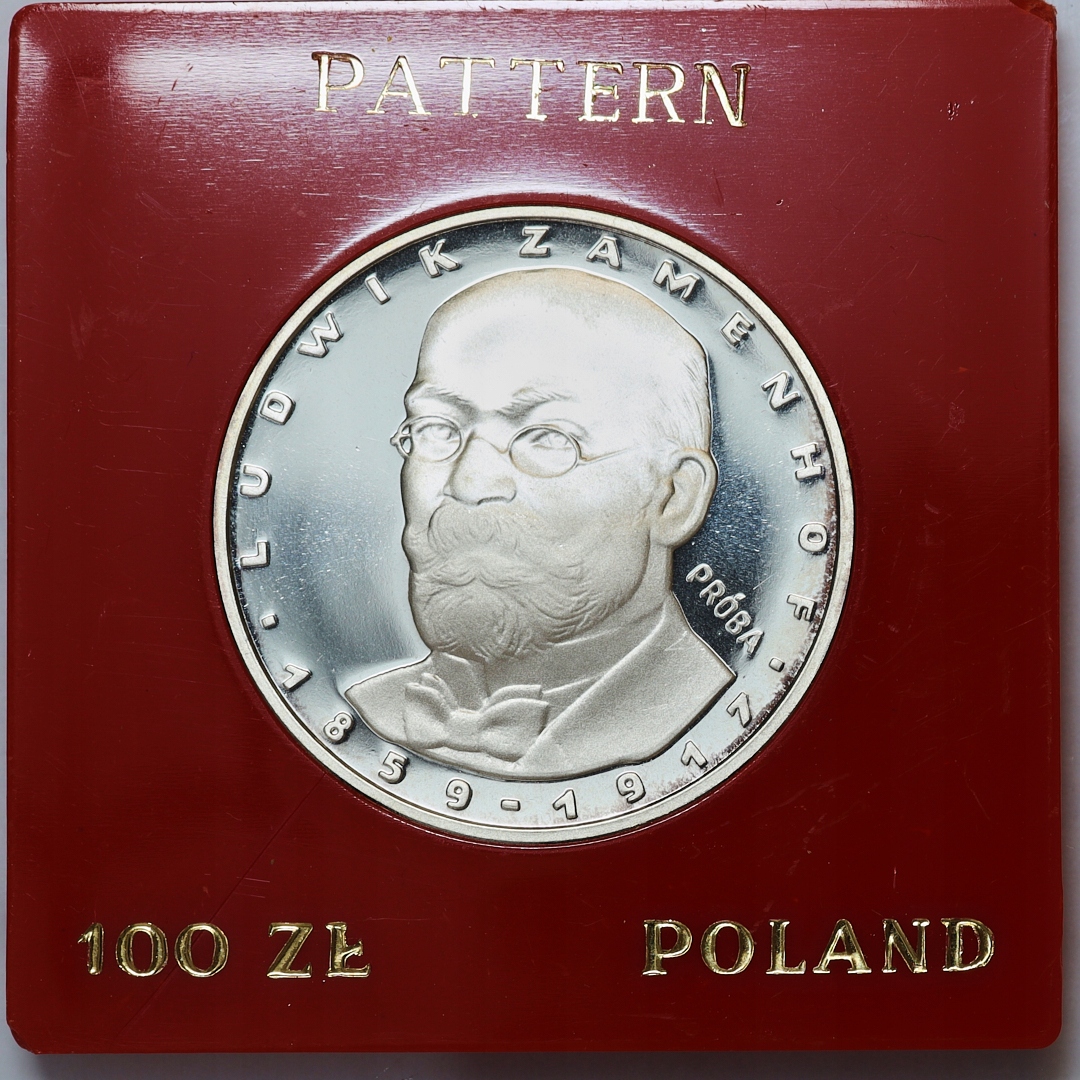 PATTERN
· LUDWIK ZAMENHOF ·
1859-1917
PRÓBA
100 ZŁ
POLAND